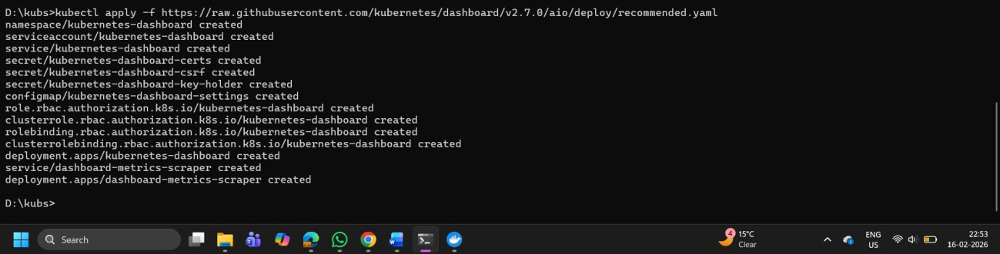 D:\kubs>kubectl apply -f https://raw.githubusercontent.com/kubernetes/dashboard/v2.7.0/aio/deploy/recommended.yaml
namespace/kubernetes-dashboard created
serviceaccount/kubernetes-dashboard created
service/kubernetes-dashboard created
secret/kubernetes-dashboard-certs created
secret/kubernetes-dashboard-csrf created
secret/kubernetes-dashboard-key-holder created
configmap/kubernetes-dashboard-settings created
role.rbac.authorization.k8s.io/kubernetes-dashboard created
clusterrole.rbac.authorization.k8s.io/kubernetes-dashboard created
rolebinding.rbac.authorization.k8s.io/kubernetes-dashboard created
clusterrolebinding.rbac.authorization.k8s.io/kubernetes-dashboard created
deployment.apps/kubernetes-dashboard created
service/dashboard-metrics-scraper created
deployment.apps/dashboard-metrics-scraper created
D:\kubs>
Search
4
15°C
Clear
ENG
US
22:53
16-02-2026